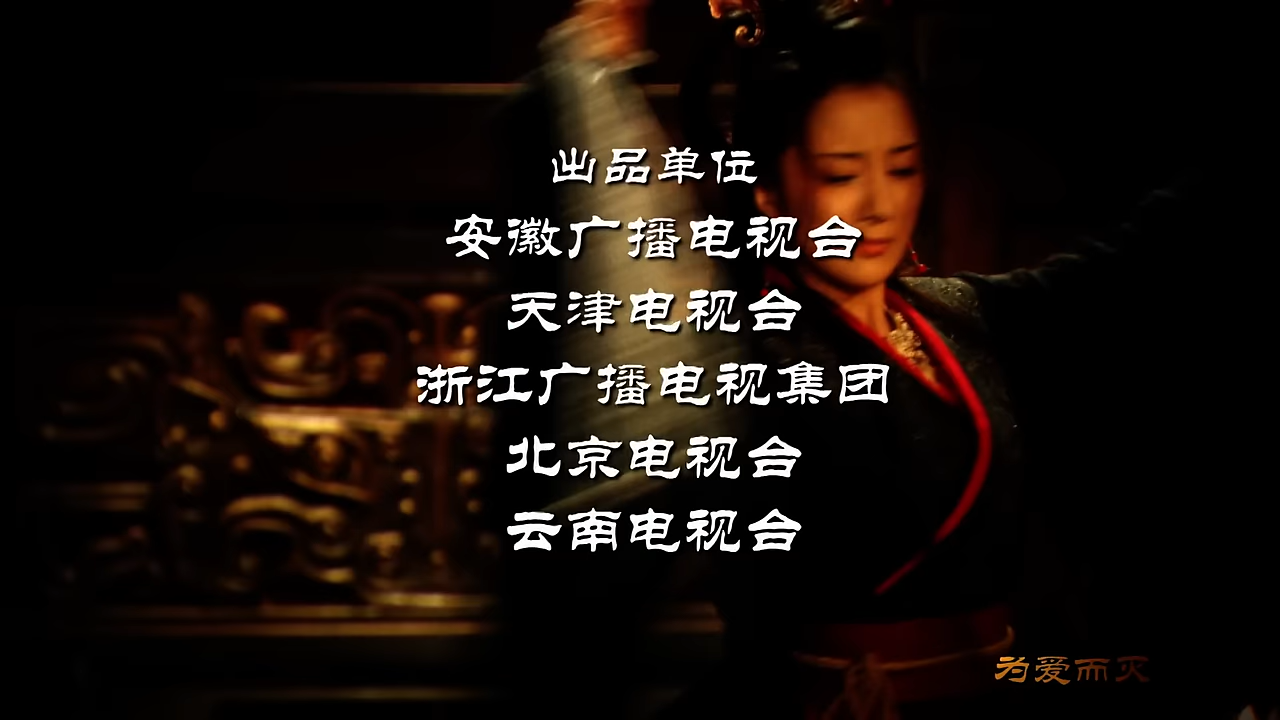 出品单位
安徽广播电视台
天津电视台
浙江广播电视集团
北京电视台
云南电视台
为爱而灭